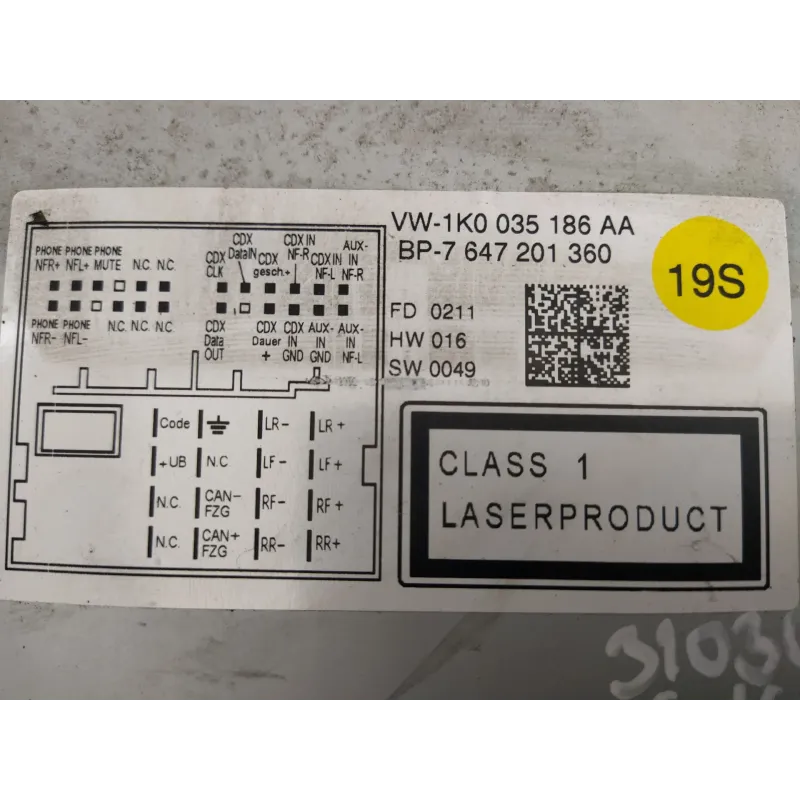 VW-1K0 035 186 AA
BP-7 647 201 360
19S
FD 0211
HW 016
SW 0049
PHONE PHONE PHONE
NFR+ NFL+ MUTE N.C. N.C.
PHONE PHONE N.C. N.C. N.C.
NFR- NFL-
CDX CLK
CDX DataIN
CDX gesch.+
CDX IN NF-R
CDX IN NF-L
AUX-IN NF-R
CDX Data OUT
CDX Dauer +
CDX IN GND
AUX-IN GND
AUX-IN NF-L
Code LR- LR+
+UB N.C LF- LF+
N.C. CAN- FZG RF- RF+
N.C. CAN+ FZG RR- RR+
CLASS 1
LASERPRODUCT